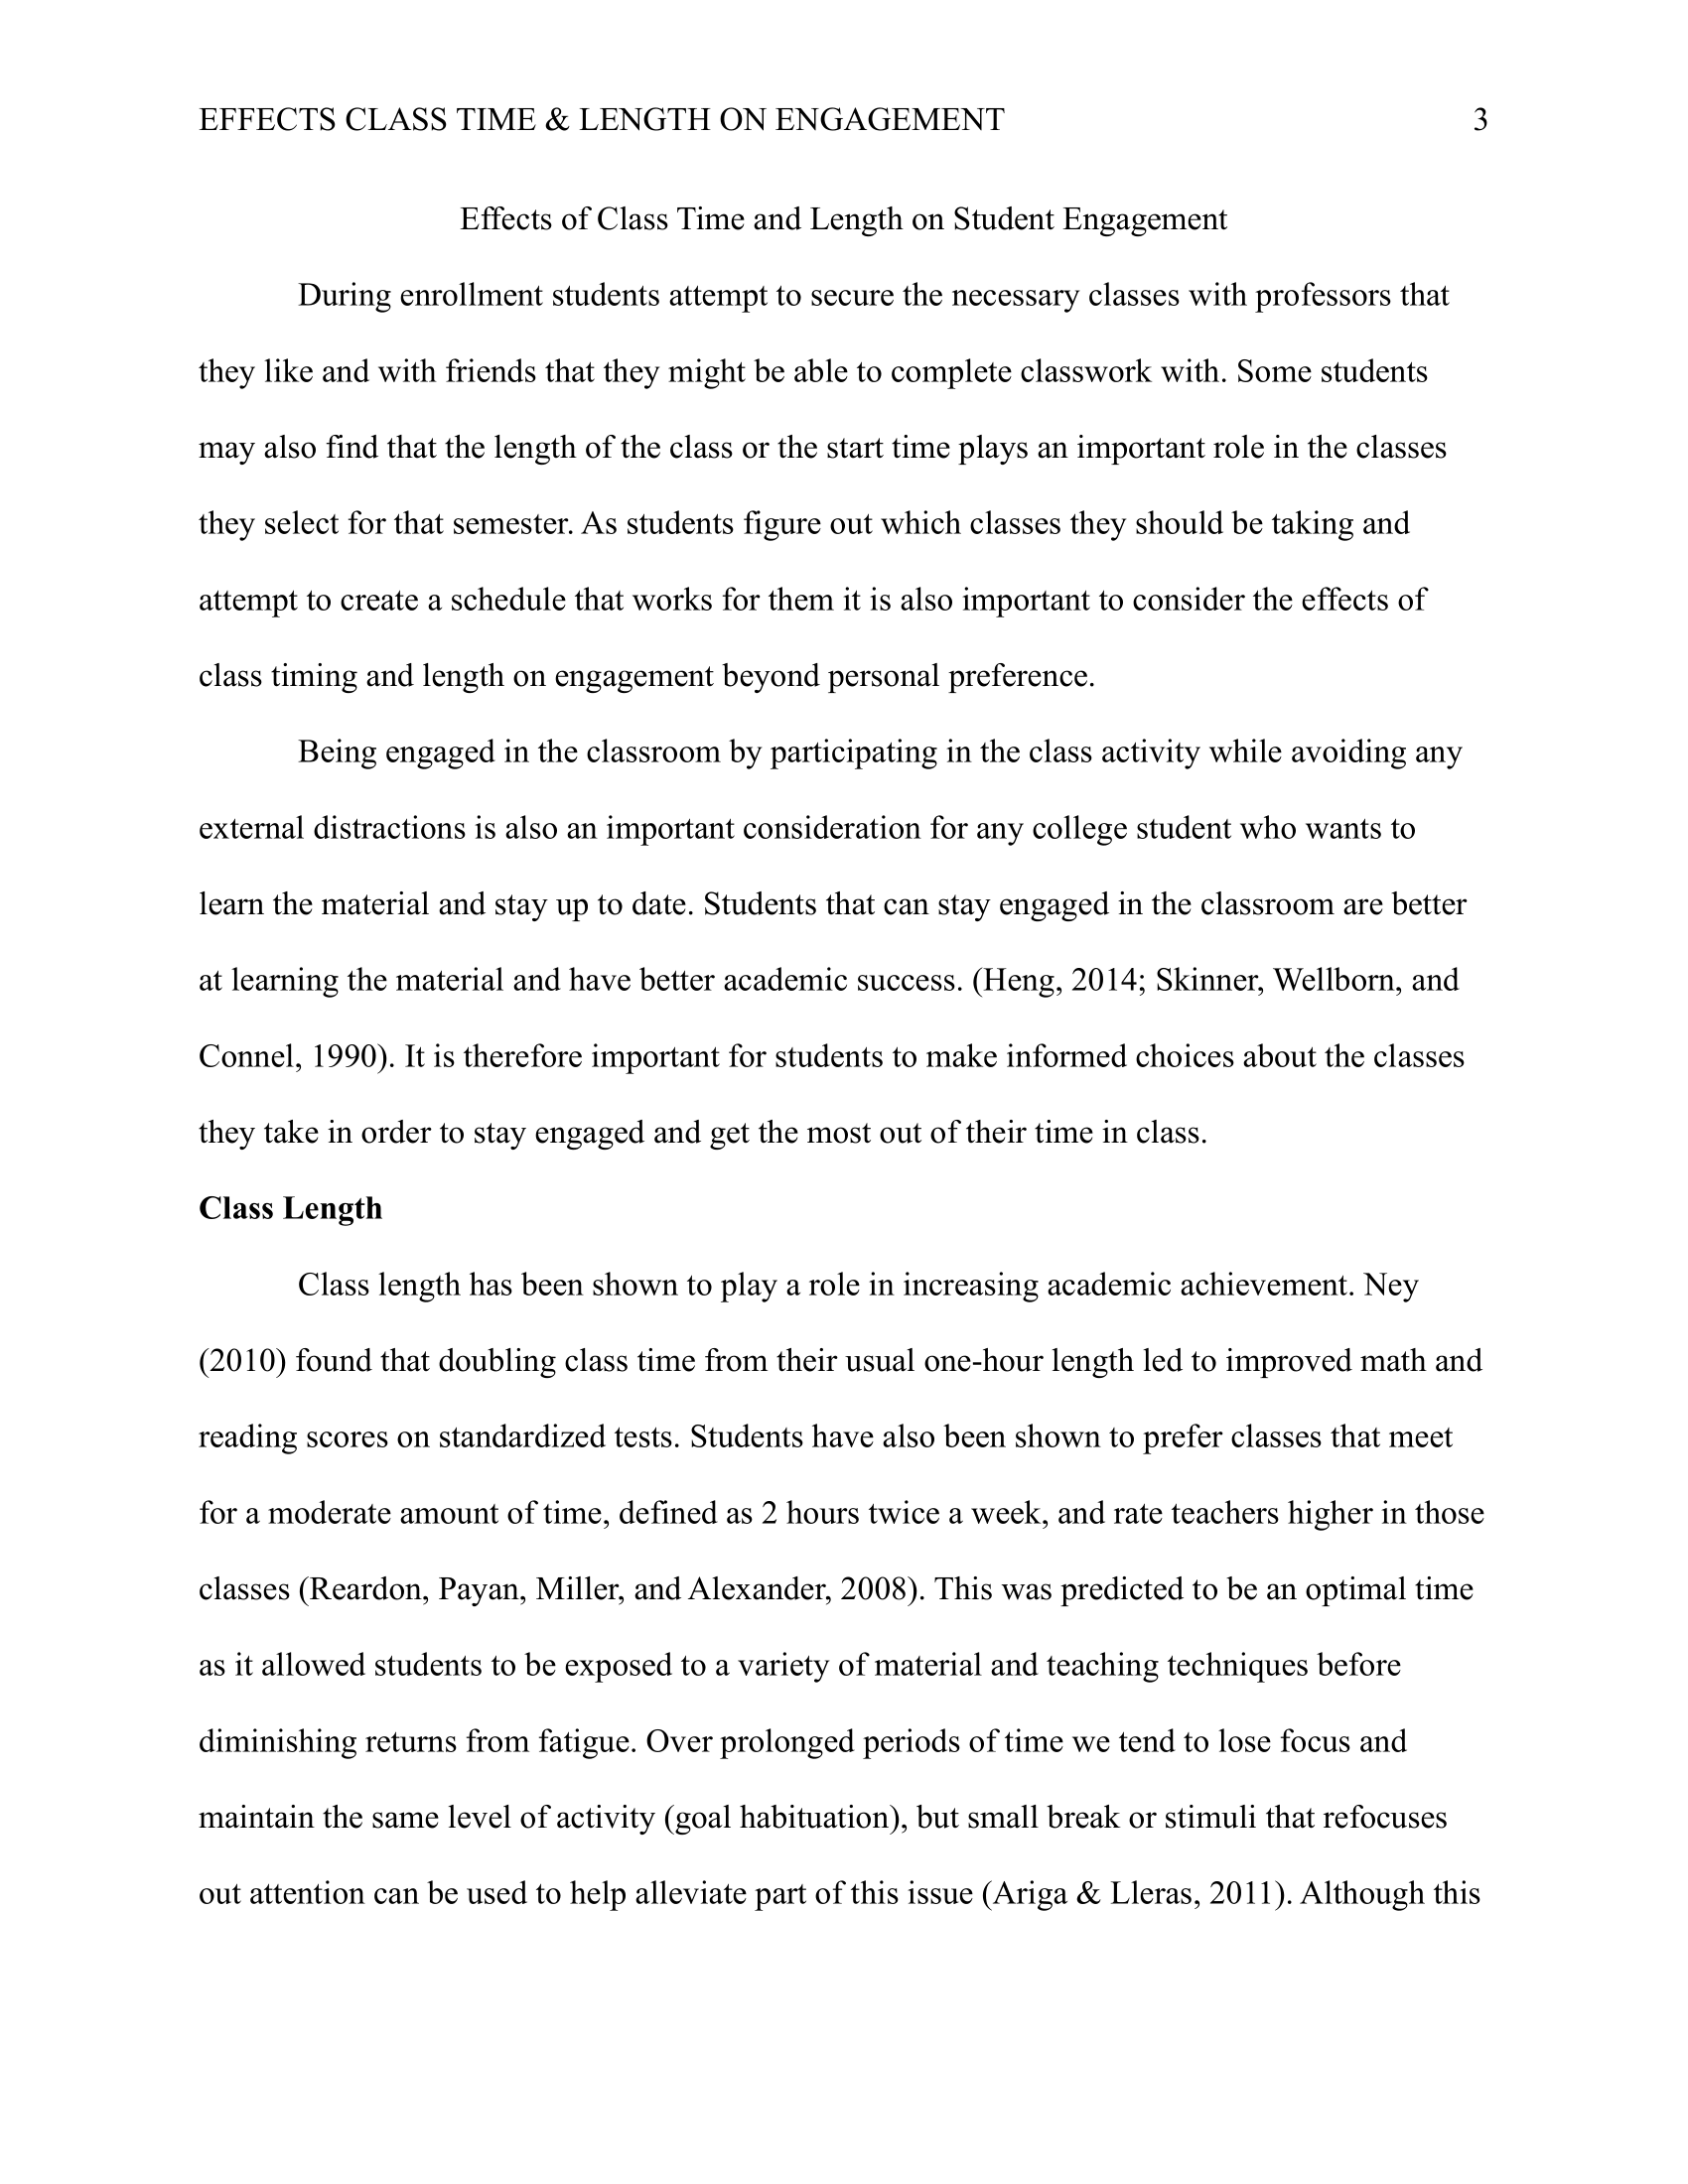 EFFECTS CLASS TIME & LENGTH ON ENGAGEMENT 3
Effects of Class Time and Length on Student Engagement
During enrollment students attempt to secure the necessary classes with professors that
they like and with friends that they might be able to complete classwork with. Some students
may also find that the length of the class or the start time plays an important role in the classes
they select for that semester. As students figure out which classes they should be taking and
attempt to create a schedule that works for them it is also important to consider the effects of
class timing and length on engagement beyond personal preference.
Being engaged in the classroom by participating in the class activity while avoiding any
external distractions is also an important consideration for any college student who wants to
learn the material and stay up to date. Students that can stay engaged in the classroom are better
at learning the material and have better academic success. (Heng, 2014; Skinner, Wellborn, and
Connel, 1990). It is therefore important for students to make informed choices about the classes
they take in order to stay engaged and get the most out of their time in class.
Class Length
Class length has been shown to play a role in increasing academic achievement. Ney
(2010) found that doubling class time from their usual one-hour length led to improved math and
reading scores on standardized tests. Students have also been shown to prefer classes that meet
for a moderate amount of time, defined as 2 hours twice a week, and rate teachers higher in those
classes (Reardon, Payan, Miller, and Alexander, 2008). This was predicted to be an optimal time
as it allowed students to be exposed to a variety of material and teaching techniques before
diminishing returns from fatigue. Over prolonged periods of time we tend to lose focus and
maintain the same level of activity (goal habituation), but small break or stimuli that refocuses
out attention can be used to help alleviate part of this issue (Ariga & Lleras, 2011). Although this